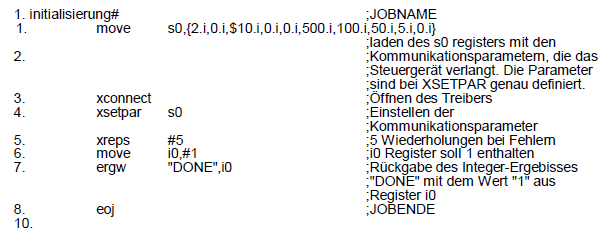 1. initialisierung# ;JOBNAME
1. move s0,{2.i,0.i,$10.i,0.i,0.i,500.i,100.i,50.i,5.i,0.i}
;laden des s0 registers mit den
2. ;Kommunikationsparametern, die das
;Steuergerät verlangt. Die Parameter
;sind bei XSETPAR genau definiert.
3. xconnect ;Öffnen des Treibers
4. xsetpar s0 ;Einstellen der
;Kommunikationsparameter
5. xreps #5 ;5 Wiederholungen bei Fehlern
6. move i0,#1 ;i0 Register soll 1 enthalten
7. ergw "DONE",i0 ;Rückgabe des Integer-Ergebisses
;"DONE" mit dem Wert "1" aus
;Register i0
8. eoj ;JOBENDE
10.